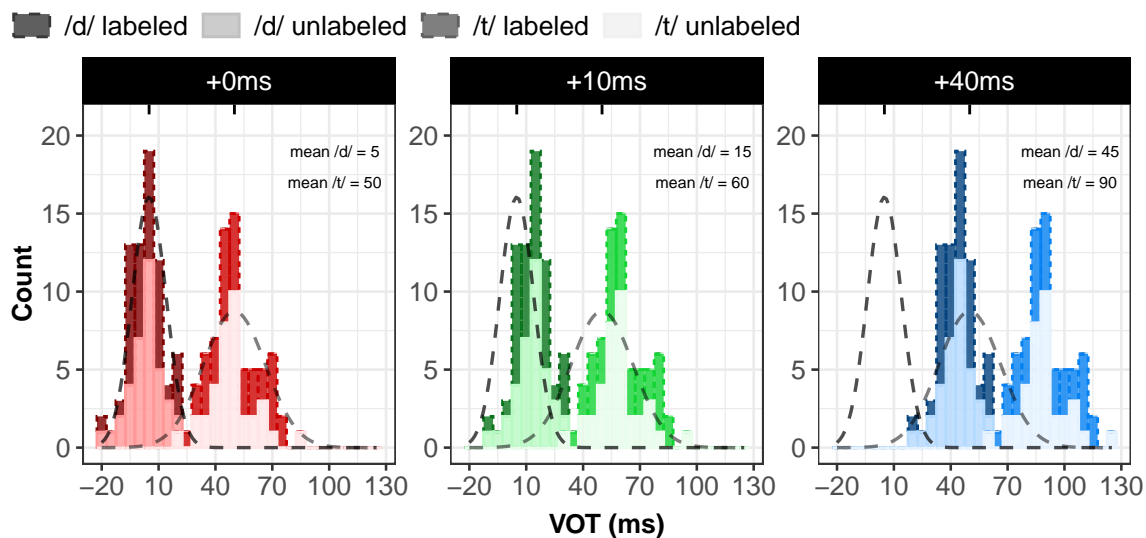 /d/ labeled /d/ unlabeled /t/ labeled /t/ unlabeled
+0ms +10ms +40ms
Count
20
15
10
5
0
mean /d/ = 5
mean /t/ = 50
mean /d/ = 15
mean /t/ = 60
mean /d/ = 45
mean /t/ = 90
−20 10 40 70 100 130 −20 10 40 70 100 130 −20 10 40 70 100 130
VOT (ms)